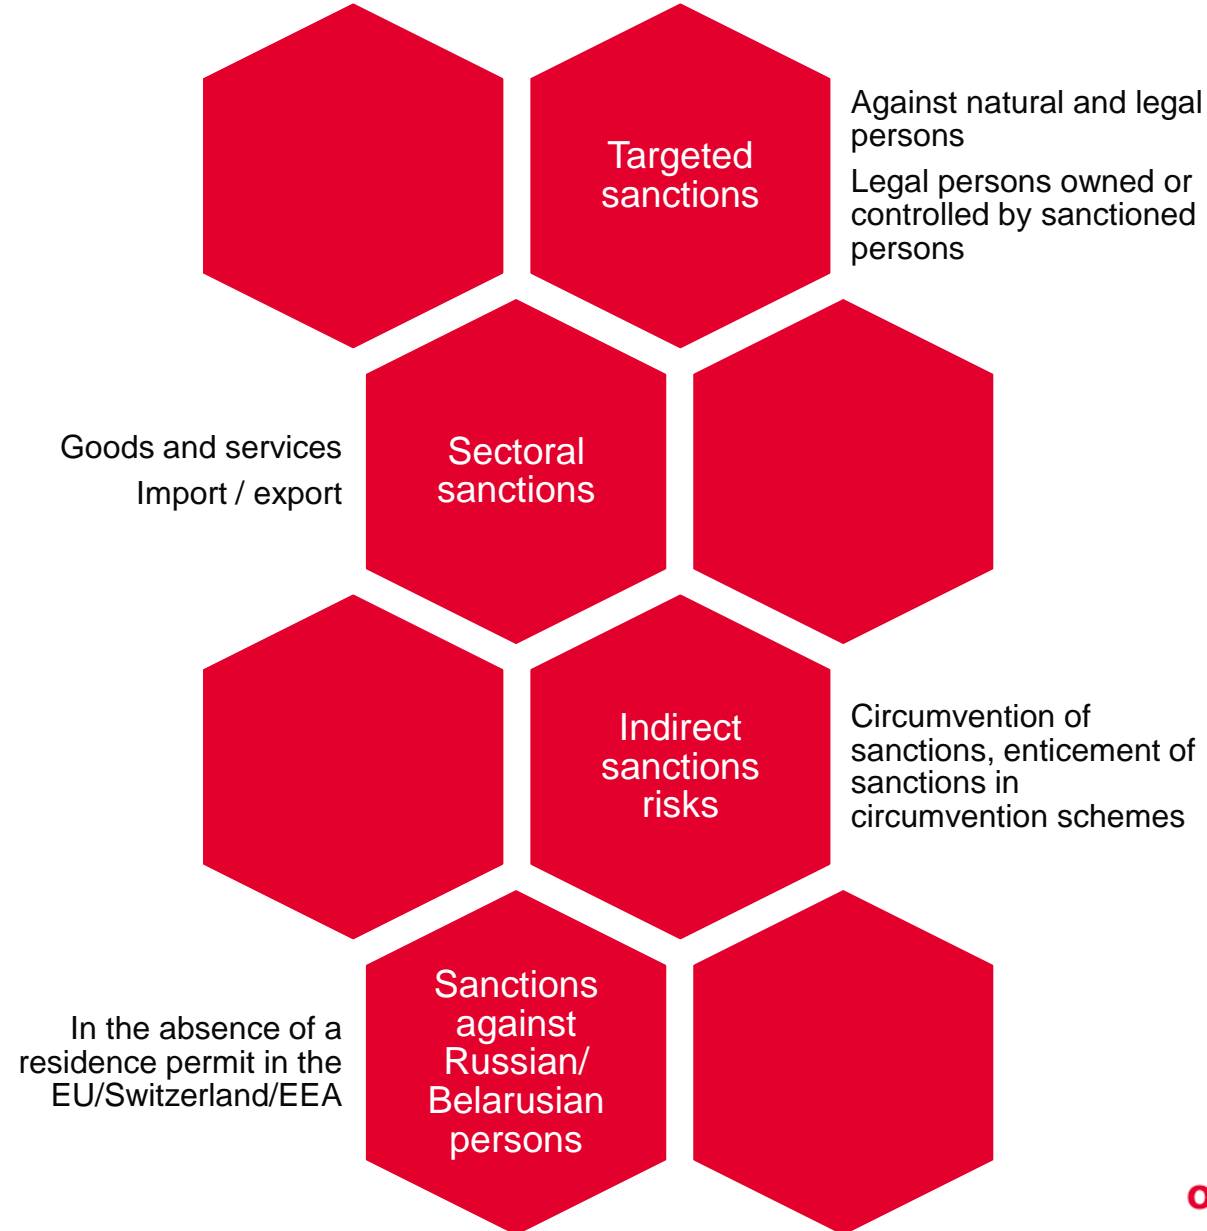 Targeted
sanctions
Against natural and legal
persons
Legal persons owned or
controlled by sanctioned
persons
Goods and services
Import / export
Sectoral
sanctions
Indirect
sanctions
risks
Circumvention of
sanctions, enticement of
sanctions in
circumvention schemes
In the absence of a
residence permit in the
EU/Switzerland/EEA
Sanctions
against
Russian/
Belarusian
persons